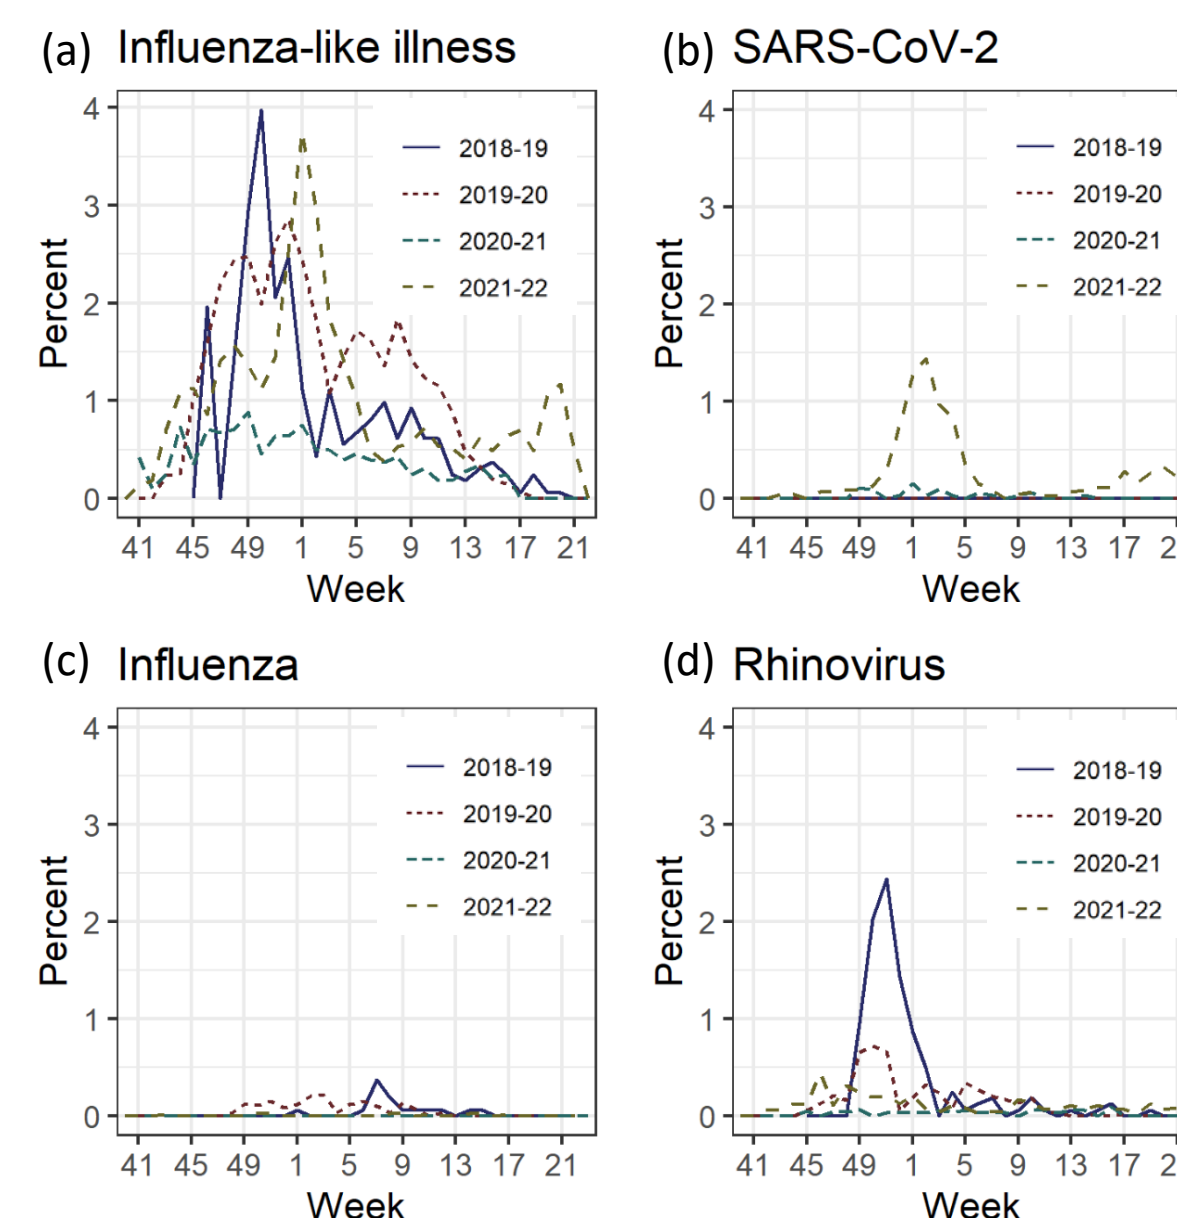 (a) Influenza-like illness
4
3
2
1
0
Percent
2018-19
2019-20
2020-21
2021-22
41 45 49 1 5 9 13 17 21
Week
(b) SARS-CoV-2
4
3
2
1
0
Percent
2018-19
2019-20
2020-21
2021-22
41 45 49 1 5 9 13 17 2
Week
(c) Influenza
4
3
2
1
0
Percent
2018-19
2019-20
2020-21
2021-22
41 45 49 1 5 9 13 17 21
Week
(d) Rhinovirus
4
3
2
1
0
Percent
2018-19
2019-20
2020-21
2021-22
41 45 49 1 5 9 13 17 2
Week